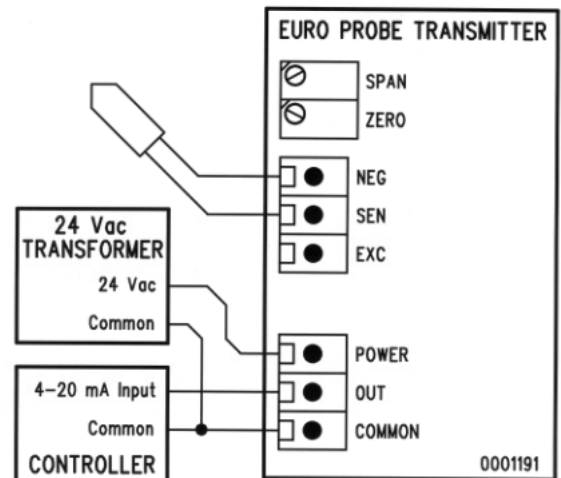 EURO PROBE TRANSMITTER
SPAN
ZERO
NEG
SEN
EXC
24 Vac
TRANSFORMER
24 Vac
Common
POWER
4-20 mA Input
OUT
Common
COMMON
CONTROLLER
0001191